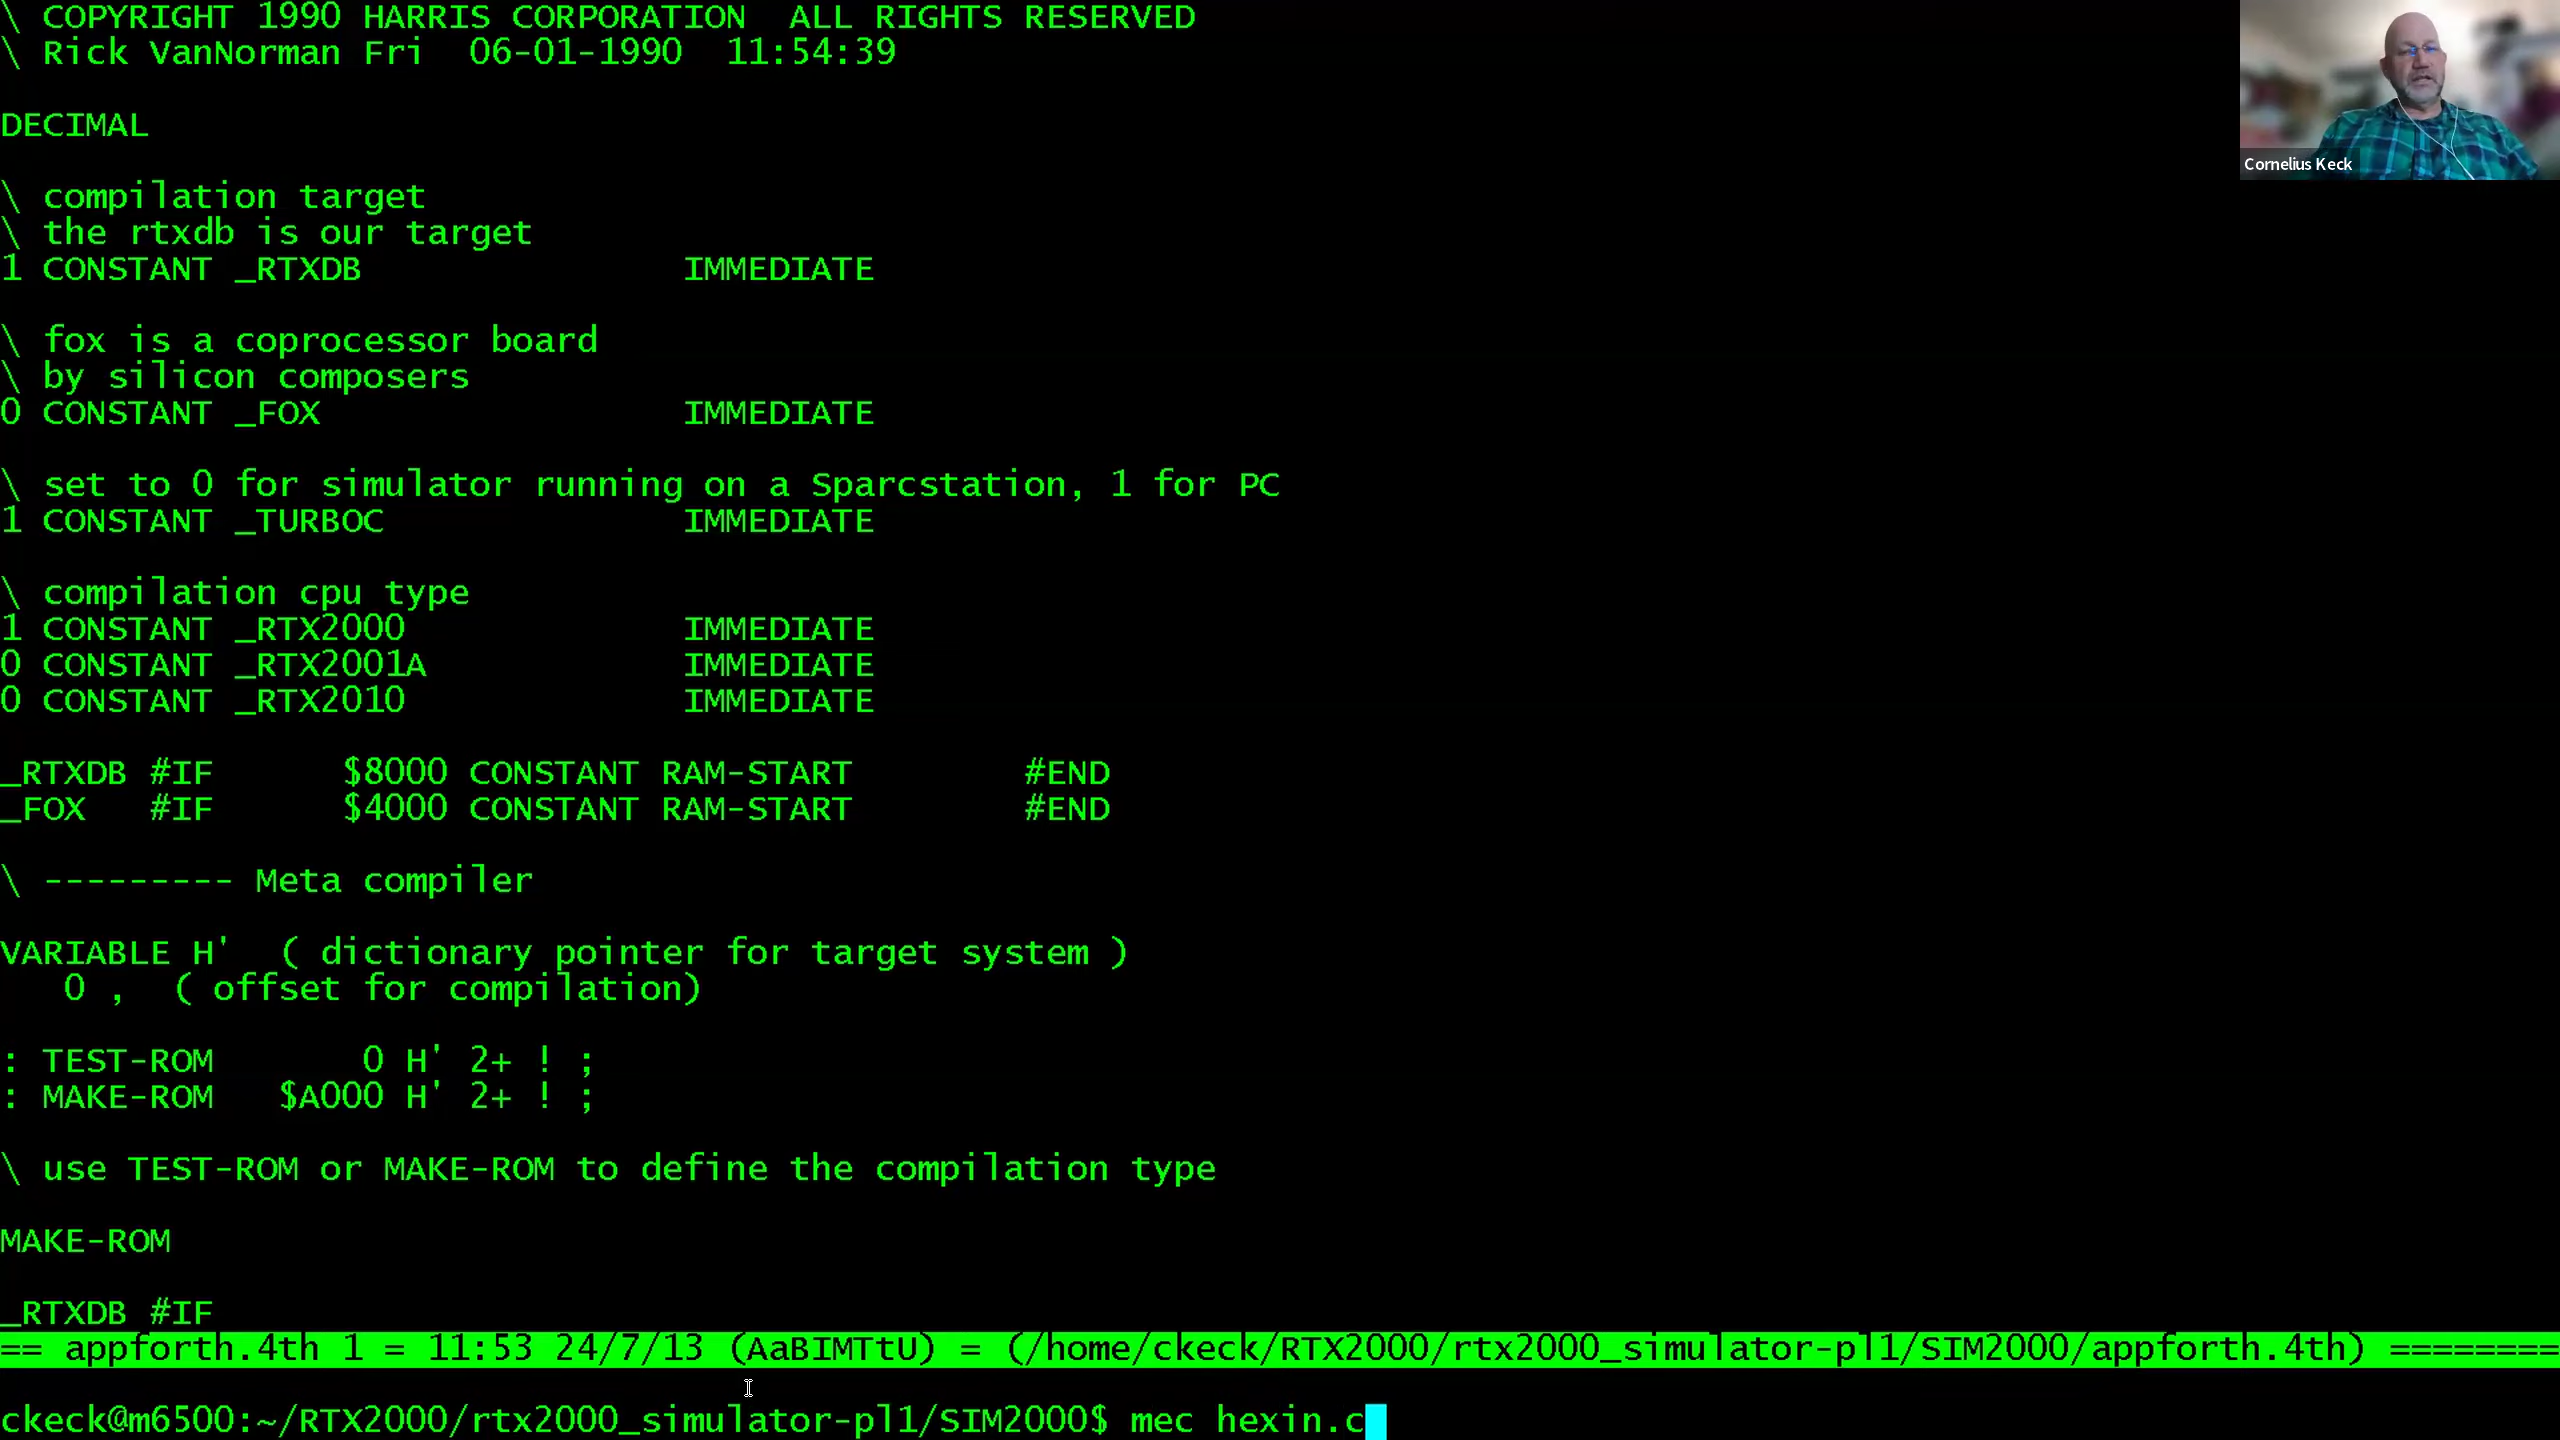 \ COPYRIGHT 1990 HARRIS CORPORATION  ALL RIGHTS RESERVED
\ Rick VanNorman Fri  06-01-1990  11:54:39
DECIMAL
\ compilation target
\ the rtxdb is our target
1 CONSTANT _RTXDB               IMMEDIATE
\ fox is a coprocessor board
\ by silicon composers
0 CONSTANT _FOX                 IMMEDIATE
\ set to 0 for simulator running on a Sparcstation, 1 for PC
1 CONSTANT _TURBOC              IMMEDIATE
\ compilation cpu type
1 CONSTANT _RTX2000             IMMEDIATE
0 CONSTANT _RTX2001A            IMMEDIATE
0 CONSTANT _RTX2010             IMMEDIATE
_RTXDB #IF      $8000 CONSTANT RAM-START        #END
_FOX   #IF      $4000 CONSTANT RAM-START        #END
\ --------- Meta compiler
VARIABLE H'  ( dictionary pointer for target system )
   0 ,  ( offset for compilation)
: TEST-ROM       0 H' 2+ ! ;
: MAKE-ROM   $A000 H' 2+ ! ;
\ use TEST-ROM or MAKE-ROM to define the compilation type
MAKE-ROM
_RTXDB #IF
== appforth.4th 1 = 11:53 24/7/13 (AaBIMTtU) = (/home/ckeck/RTX2000/rtx2000_simulator-pl1/SIM2000/appforth.4th) ========
ckeck@m6500:~/RTX2000/rtx2000_simulator-pl1/SIM2000$ mec hexin.c
Cornelius Keck